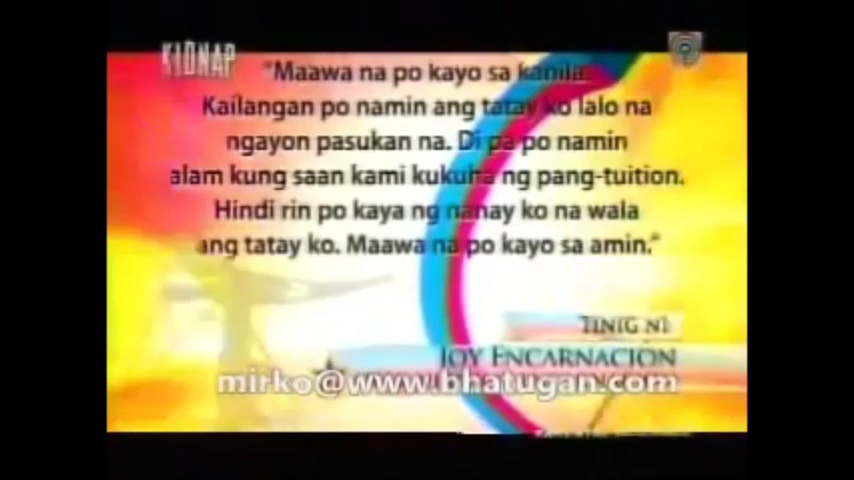 KIDNAP
"Maawa na po kayo sa kanila.
Kailangan po namin ang tatay ko lalo na
ngayon pasukan na. Di pa po namin
alam kung saan kami kukuha ng pang-tuition.
Hindi rin po kaya ng nanay ko na wala
ang tatay ko. Maawa na po kayo sa amin."
TINIG NI:
JOY ENCARNACION
mirko@www.bhatugan.com